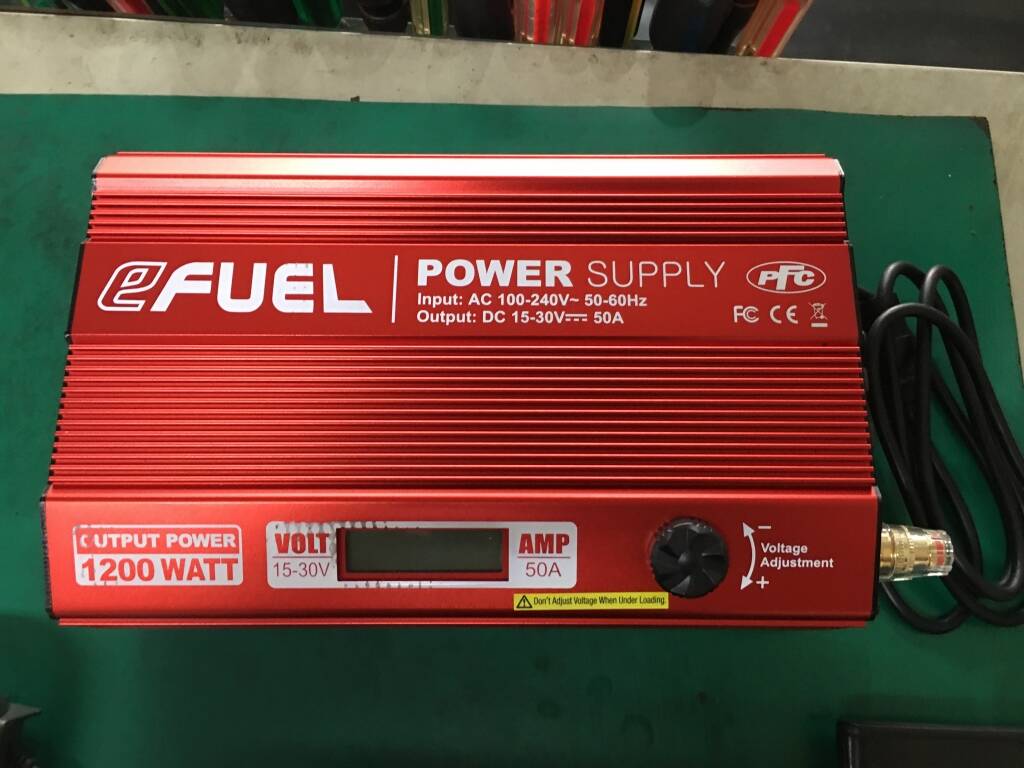 eFUEL
POWER SUPPLY
Input: AC 100-240V~ 50-60Hz
Output: DC 15-30V⎓ 50A
PFC
FC CE
OUTPUT POWER
1200 WATT
VOLT
15-30V
AMP
50A
Voltage
Adjustment
−
+
Don't Adjust Voltage When Under Loading.